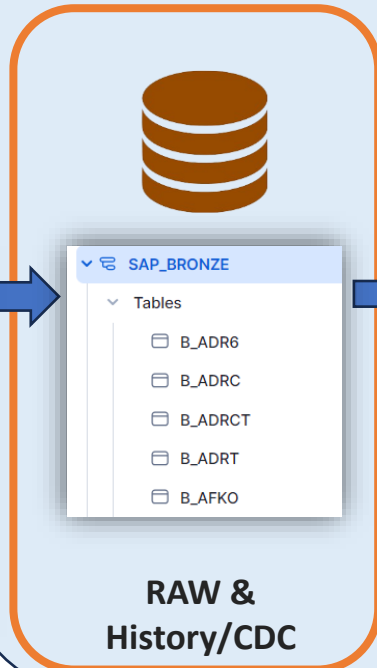 SAP_BRONZE
Tables
B_ADR6
B_ADRC
B_ADRCT
B_ADRT
B_AFKO
RAW &
History/CDC